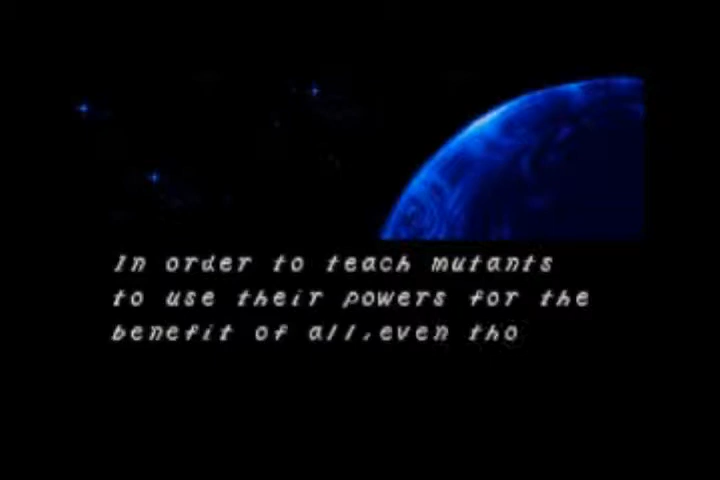 In order to teach mutants
to use their powers for the
benefit of all,even tho